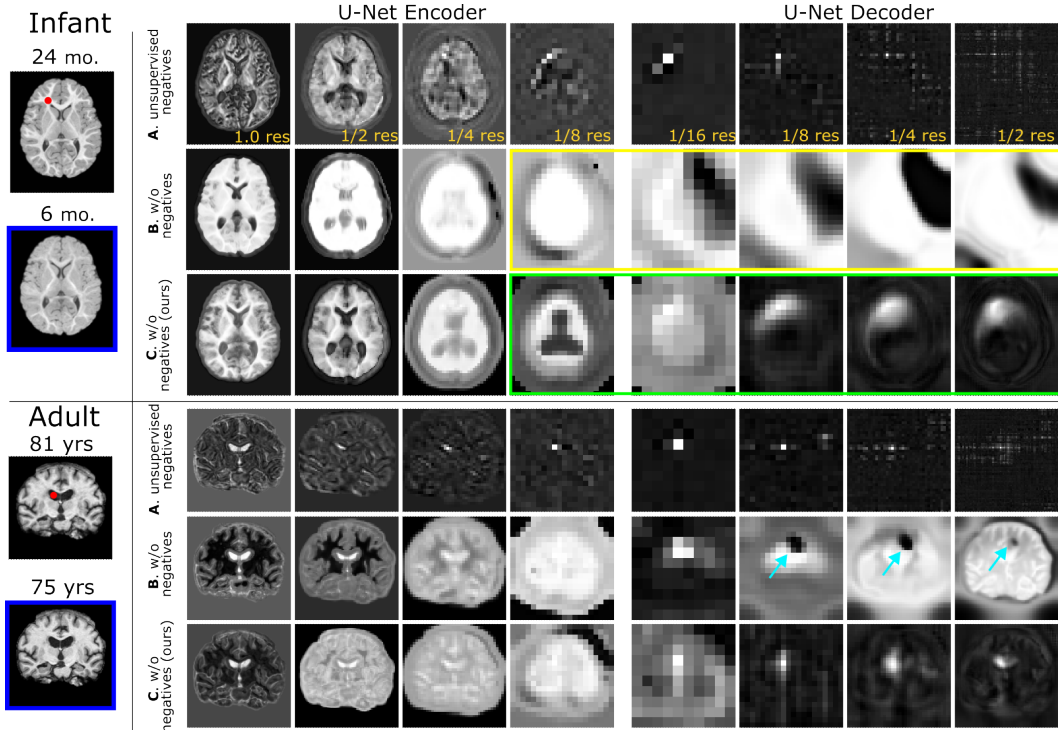 U-Net Encoder
U-Net Decoder
Infant
24 mo.
6 mo.
A. unsupervised
negatives
1.0 res
1/2 res
1/4 res
1/8 res
1/16 res
1/8 res
1/4 res
1/2 res
B. w/o
negatives
C. w/o
negatives (ours)
Adult
81 yrs
75 yrs
A. unsupervised
negatives
B. w/o
negatives
C. w/o
negatives (ours)